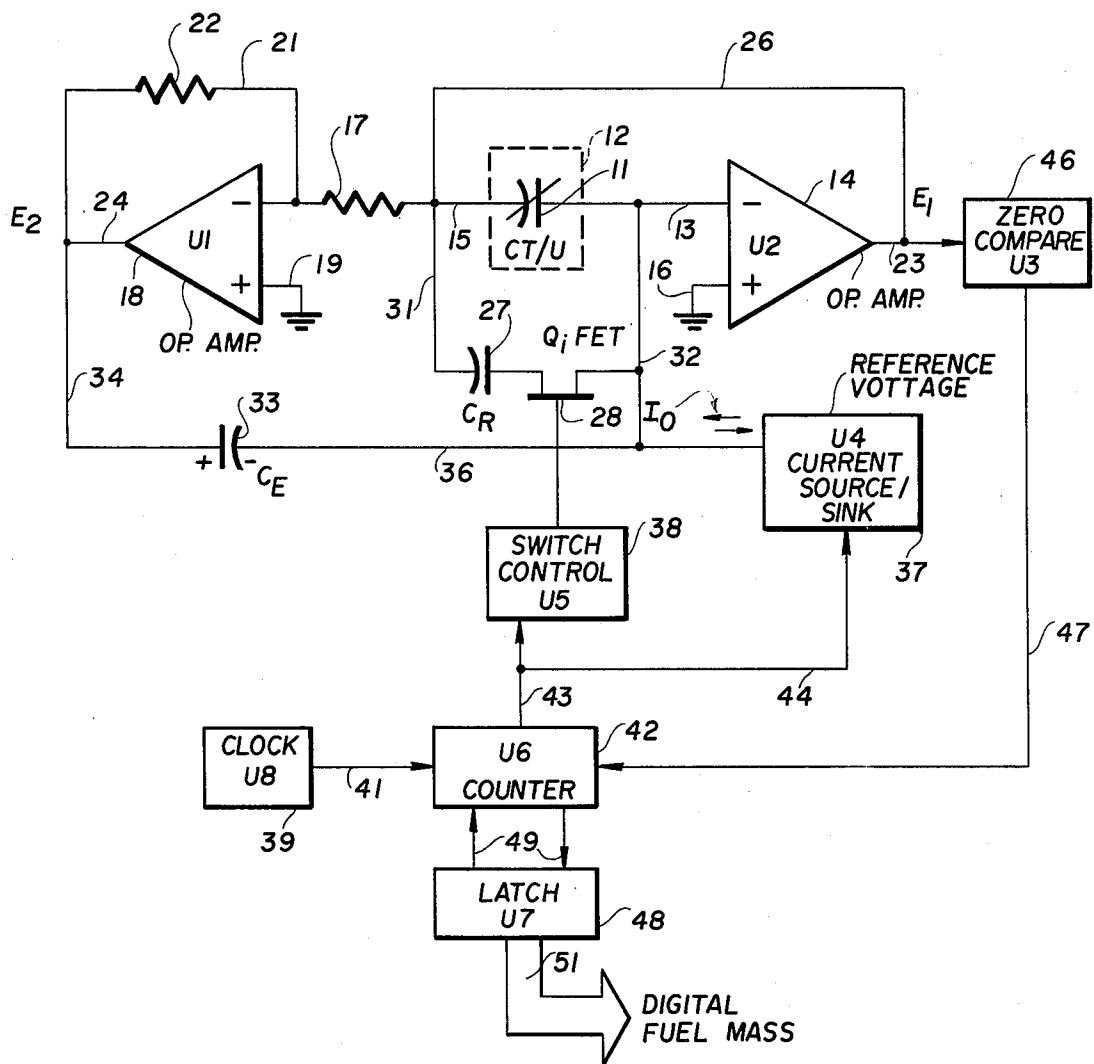 22
21
26
17
12
11
14
46
E2
24
U1
−
+
18
19
OP. AMP.
15
CT/U
13
−
U2
+
16
E1
23
OP. AMP.
ZERO
COMPARE
U3
31
27
Qi FET
32
CR
28
34
33
+ - CE
36
IO
REFERENCE
VOTTAGE
U4
CURRENT
SOURCE/
SINK
37
38
SWITCH
CONTROL
U5
47
43
44
CLOCK
U8
39
41
U6
COUNTER
42
49
LATCH
U7
48
51
DIGITAL
FUEL MASS